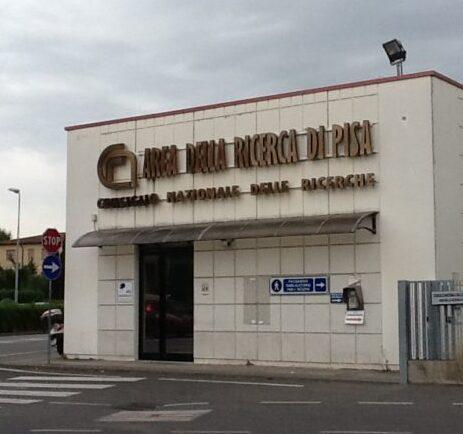 AREA DELLA RICERCA DI PISA
CONSIGLIO NAZIONALE DELLE RICERCHE
STOP